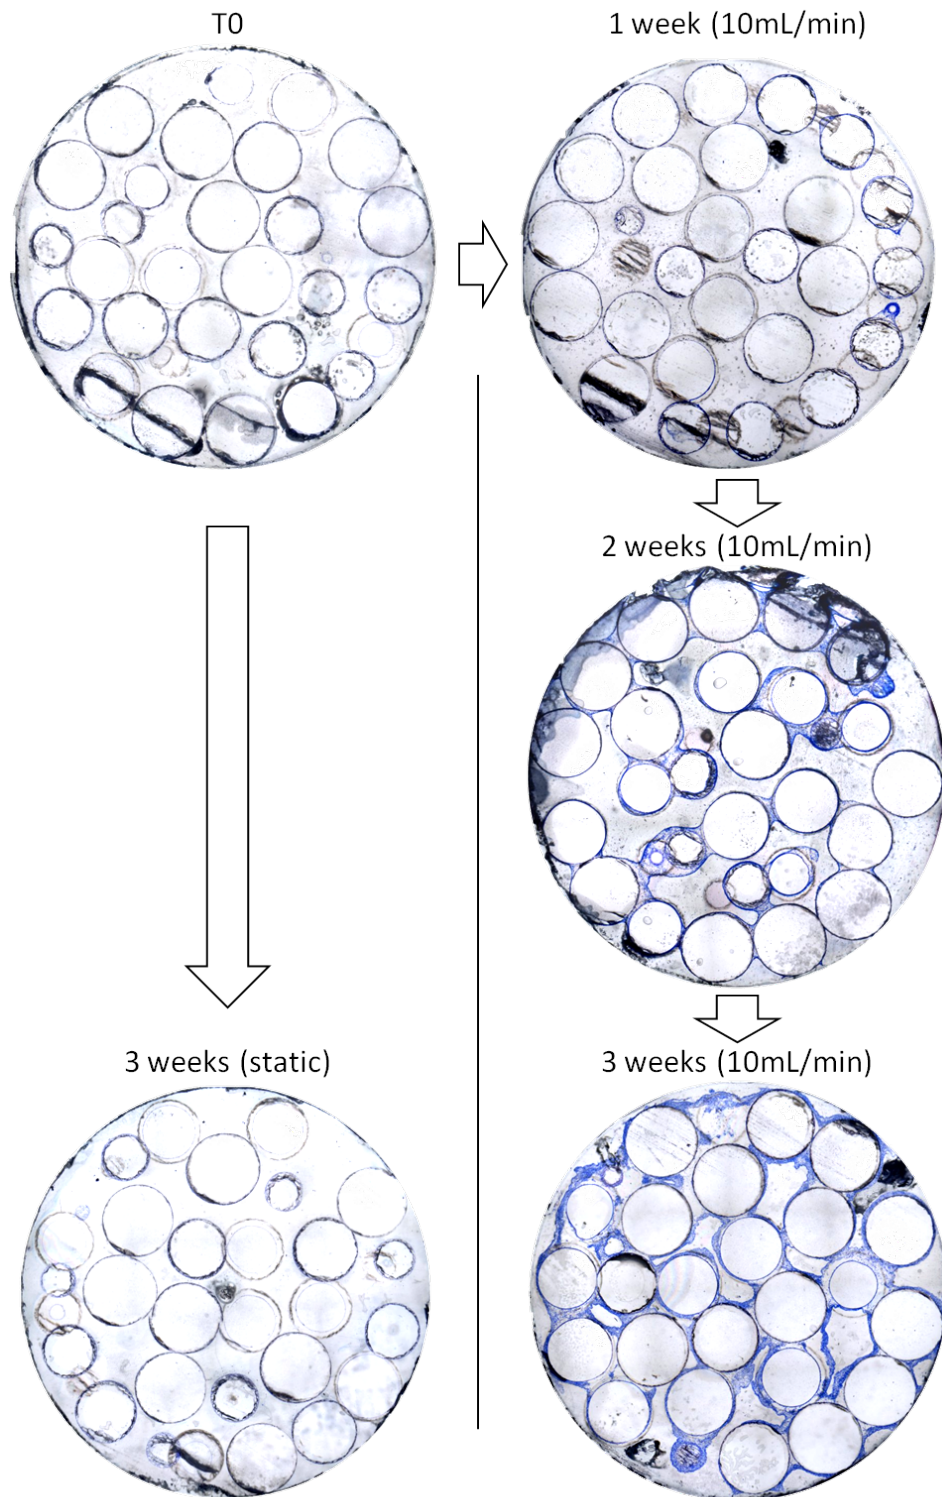 T0
1 week (10mL/min)
2 weeks (10mL/min)
3 weeks (static)
3 weeks (10mL/min)